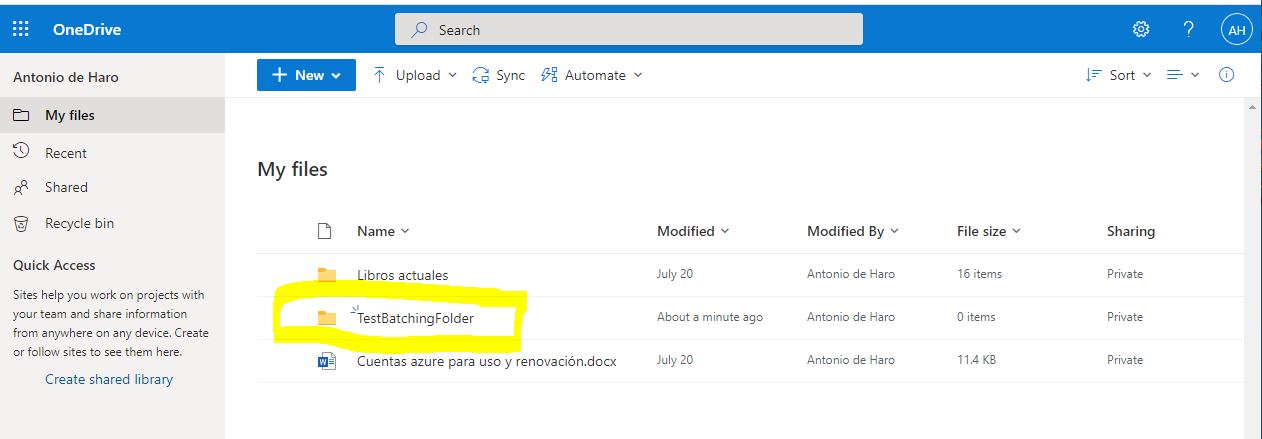 OneDrive
Search
AH
Antonio de Haro
My files
Recent
Shared
Recycle bin
Quick Access
Sites help you work on projects with
your team and share information
from anywhere on any device. Create
or follow sites to see them here.
Create shared library
New
Upload
Sync
Automate
Sort
My files
Name Modified Modified By File size Sharing
Libros actuales July 20 Antonio de Haro 16 items Private
TestBatchingFolder About a minute ago Antonio de Haro 0 items Private
Cuentas azure para uso y renovación.docx July 20 Antonio de Haro 11.4 KB Private